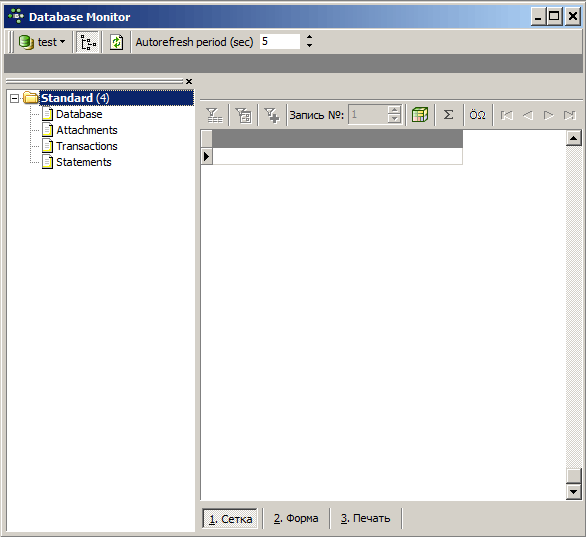 Database Monitor
test
Autorefresh period (sec) 5
Standard (4)
Database
Attachments
Transactions
Statements
Запись №: 1
Σ
ÖΩ
1. Сетка
2. Форма
3. Печать